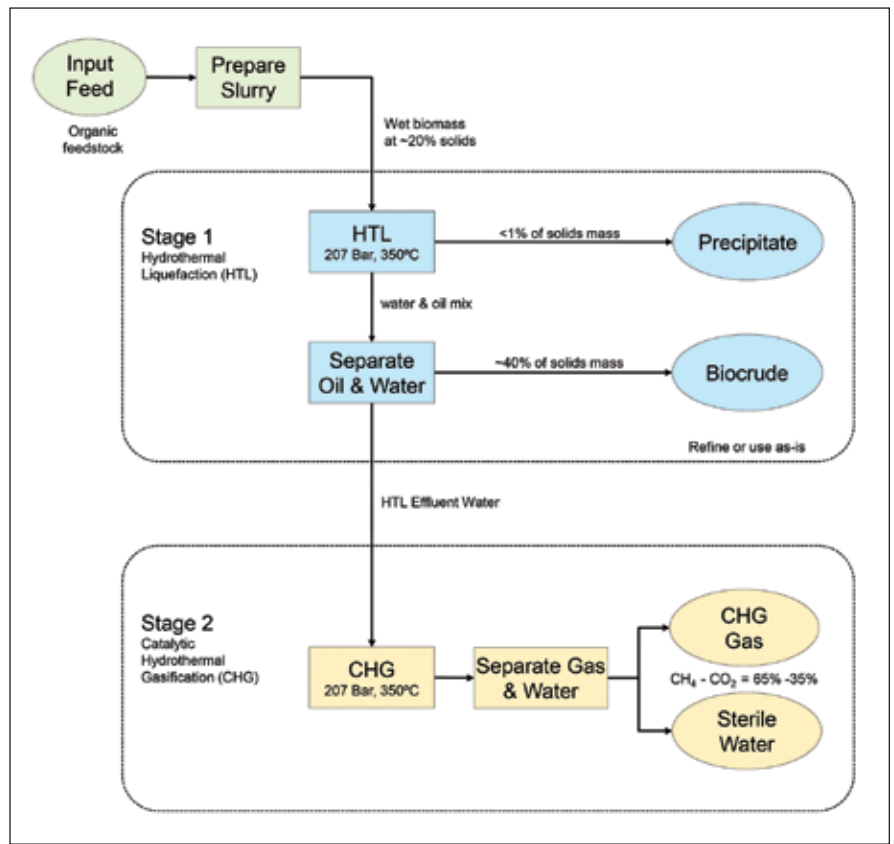 Input
Feed
Prepare
Slurry
Organic
feedstock
Wet biomass
at ~20% solids
Stage 1
Hydrothermal
Liquefaction (HTL)
HTL
207 Bar, 350ºC
<1% of solids mass
Precipitate
water & oil mix
Separate
Oil & Water
~40% of solids mass
Biocrude
Refine or use as-is
HTL Effluent Water
Stage 2
Catalytic
Hydrothermal
Gasification (CHG)
CHG
207 Bar, 350ºC
Separate Gas
& Water
CHG
Gas
CH₄ - CO₂ = 65% -35%
Sterile
Water